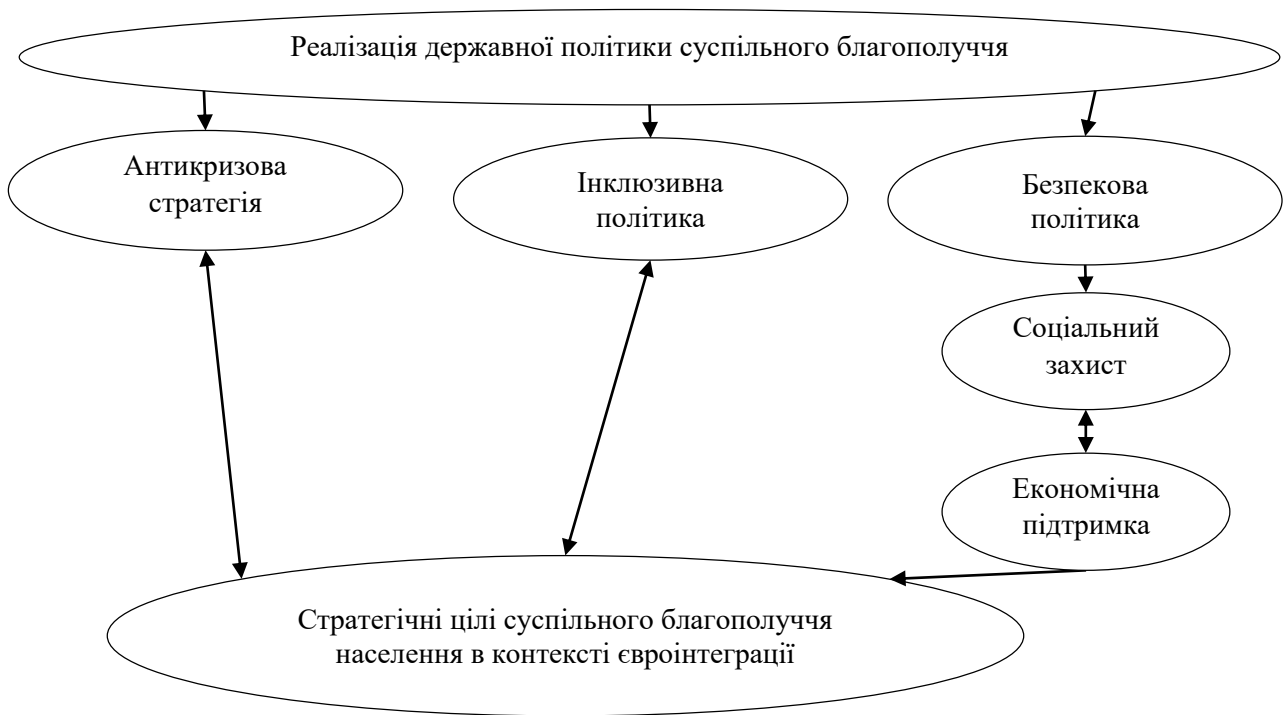 Реалізація державної політики суспільного благополуччя
Антикризова
стратегія
Інклюзивна
політика
Безпекова
політика
Соціальний
захист
Економічна
підтримка
Стратегічні цілі суспільного благополуччя
населення в контексті євроінтеграції